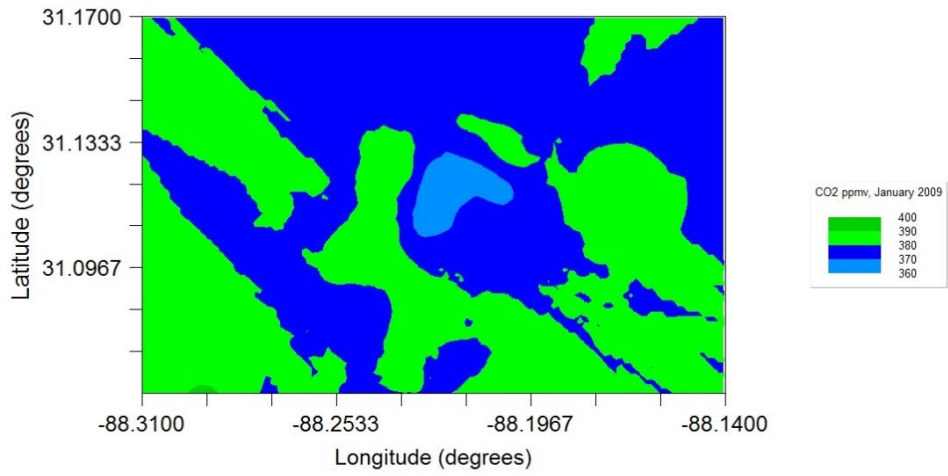 31.1700
31.1333
31.0967
Latitude (degrees)
-88.3100 -88.2533 -88.1967 -88.1400
Longitude (degrees)
CO2 ppmv, January 2009
400
390
380
370
360